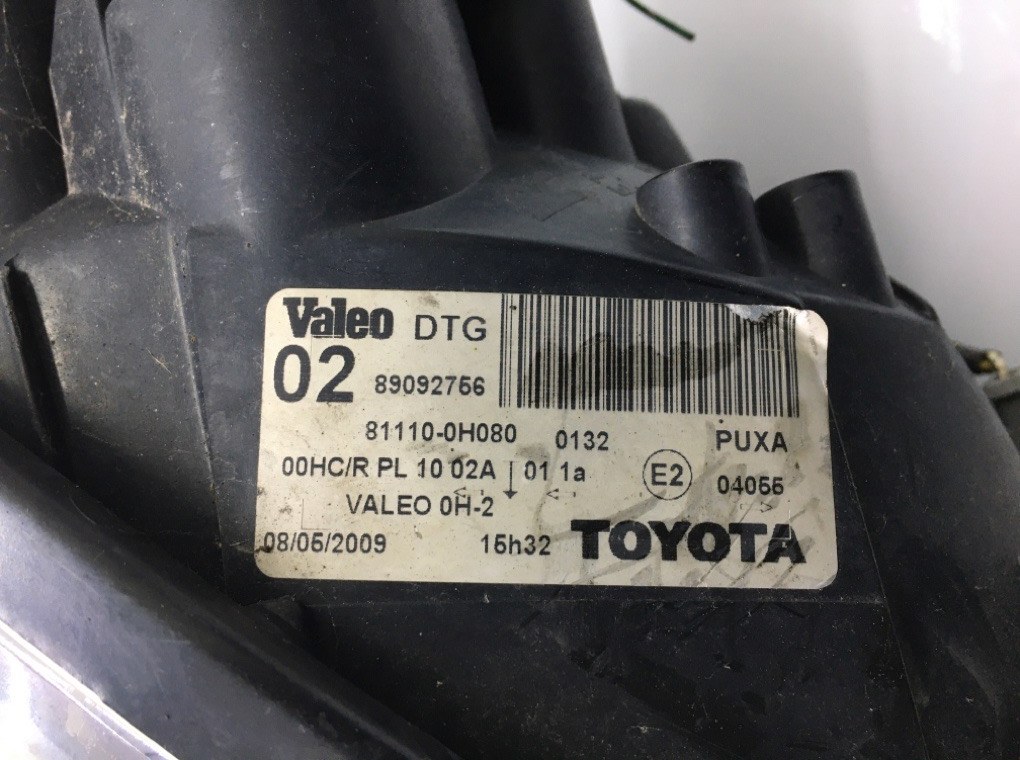 Valeo DTG
02 89092756
81110-0H080 0132 PUXA
00HC/R PL 10 02A 01 1a E2 04055
VALEO 0H-2
08/05/2009 15h32 TOYOTA